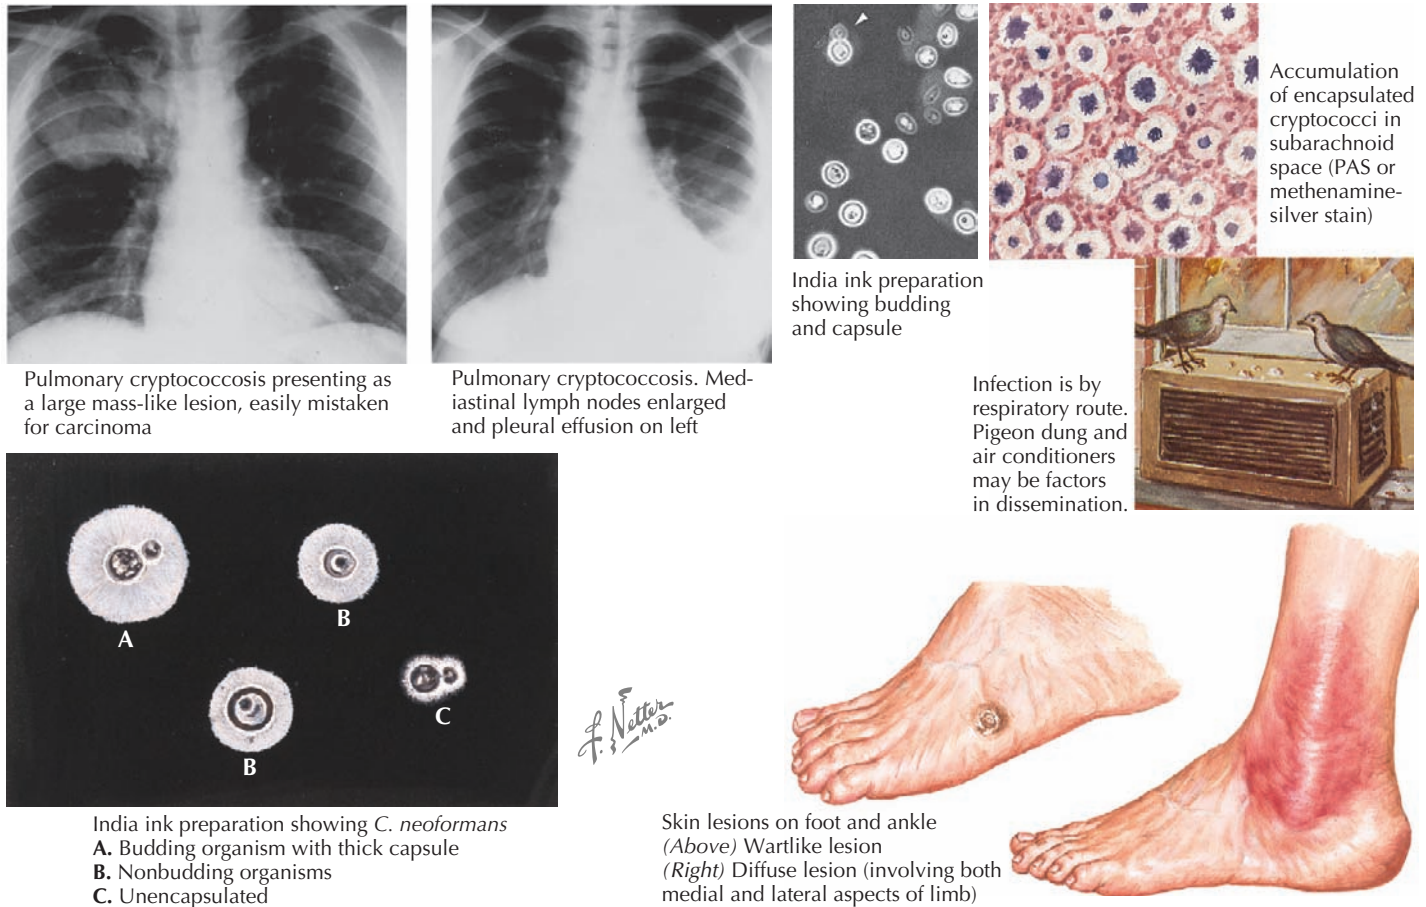 Accumulation
of encapsulated
cryptococci in
subarachnoid
space (PAS or
methenamine-
silver stain)
India ink preparation
showing budding
and capsule
Pulmonary cryptococcosis presenting as
a large mass-like lesion, easily mistaken
for carcinoma
Pulmonary cryptococcosis. Med-
iastinal lymph nodes enlarged
and pleural effusion on left
Infection is by
respiratory route.
Pigeon dung and
air conditioners
may be factors
in dissemination.
A
B
B
C
F. Netter
M.D.
India ink preparation showing C. neoformans
A. Budding organism with thick capsule
B. Nonbudding organisms
C. Unencapsulated
Skin lesions on foot and ankle
(Above) Wartlike lesion
(Right) Diffuse lesion (involving both
medial and lateral aspects of limb)